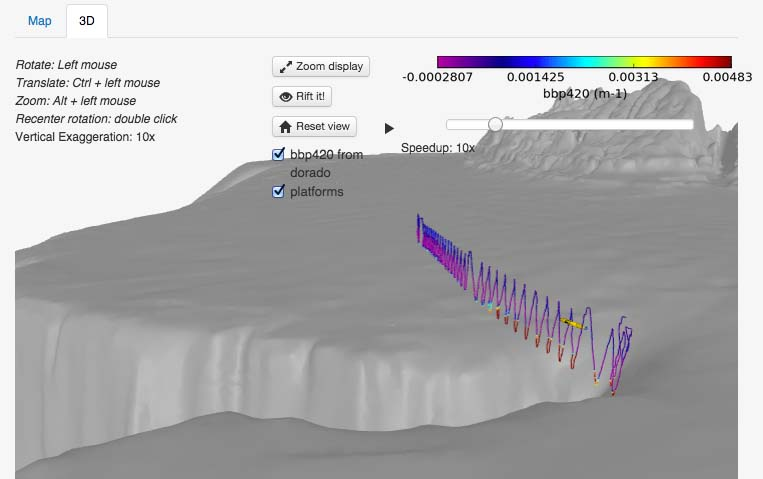 Map
3D
Rotate: Left mouse
Translate: Ctrl + left mouse
Zoom: Alt + left mouse
Recenter rotation: double click
Vertical Exaggeration: 10x
Zoom display
Rift it!
Reset view
bbp420 from
dorado
platforms
-0.0002807 0.001425 0.00313 0.00483
bbp420 (m-1)
Speedup: 10x